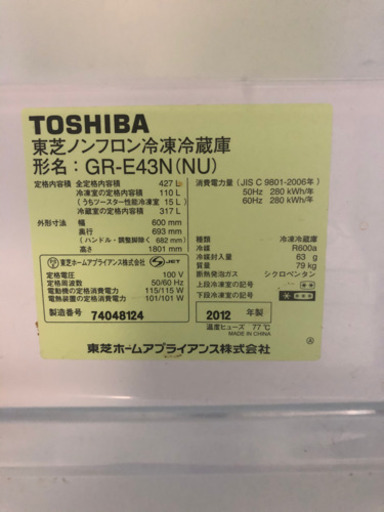 TOSHIBA
東芝ノンフロン冷凍冷蔵庫
形名：GR-E43N(NU)
定格内容積 全定格内容積 427 L
冷凍室の定格内容積 110 L
(うちツースター性能冷凍室 15 L)
冷蔵室の定格内容積 317 L
外形寸法 幅 600 mm
奥行 693 mm
(ハンドル・調整脚除く 682 mm)
高さ 1801 mm
東芝ホームアプライアンス株式会社 JET
定格電圧 100 V
定格周波数 50/60 Hz
電動機の定格消費電力 115/115 W
電熱装置の定格消費電力 101/101 W
製造番号 74048124
消費電力量(JIS C 9801-2006年)
50Hz 280 kWh/年
60Hz 280 kWh/年
種類 冷凍冷蔵庫
冷媒 R600a
冷媒封入量 63 g
質量 79 kg
断熱発泡ガス シクロペンタン
上段冷凍室の記号
下段冷凍室の記号
2012 年製
温度ヒューズ 77℃
MADE IN CHINA
東芝ホームアプライアンス株式会社